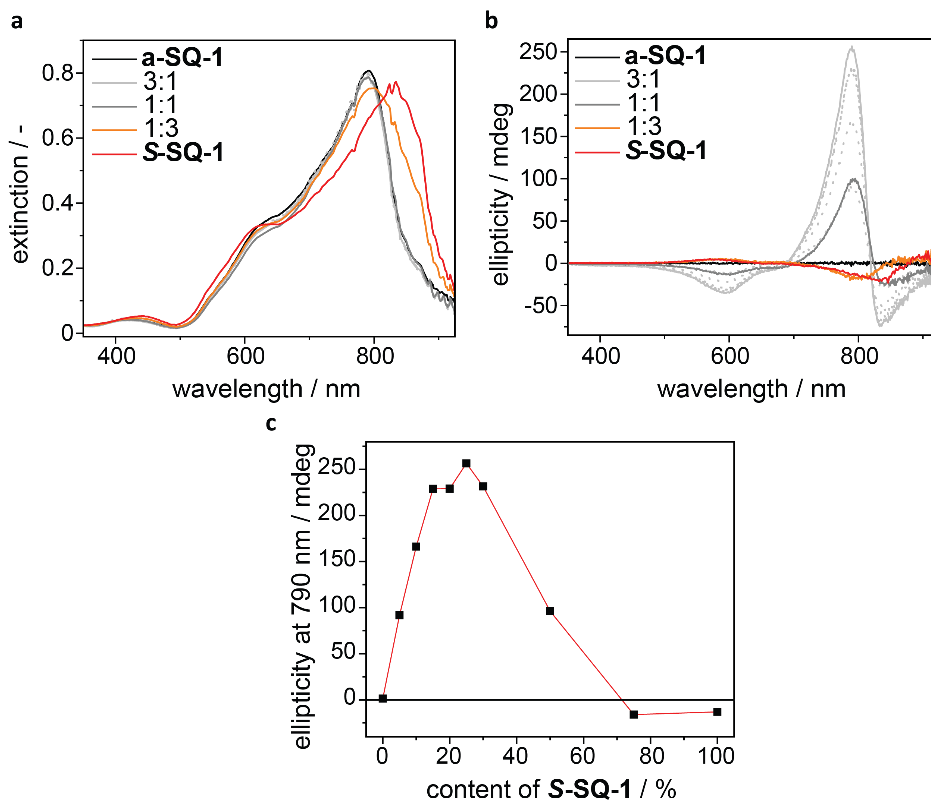 a
a-SQ-1
3:1
1:1
1:3
S-SQ-1
0.8
0.6
0.4
0.2
0
extinction / -
400
600
800
wavelength / nm
b
a-SQ-1
3:1
1:1
1:3
S-SQ-1
250
200
150
100
50
0
-50
ellipticity / mdeg
400
600
800
wavelength / nm
c
250
200
150
100
50
0
ellipticity at 790 nm / mdeg
0
20
40
60
80
100
content of S-SQ-1 / %